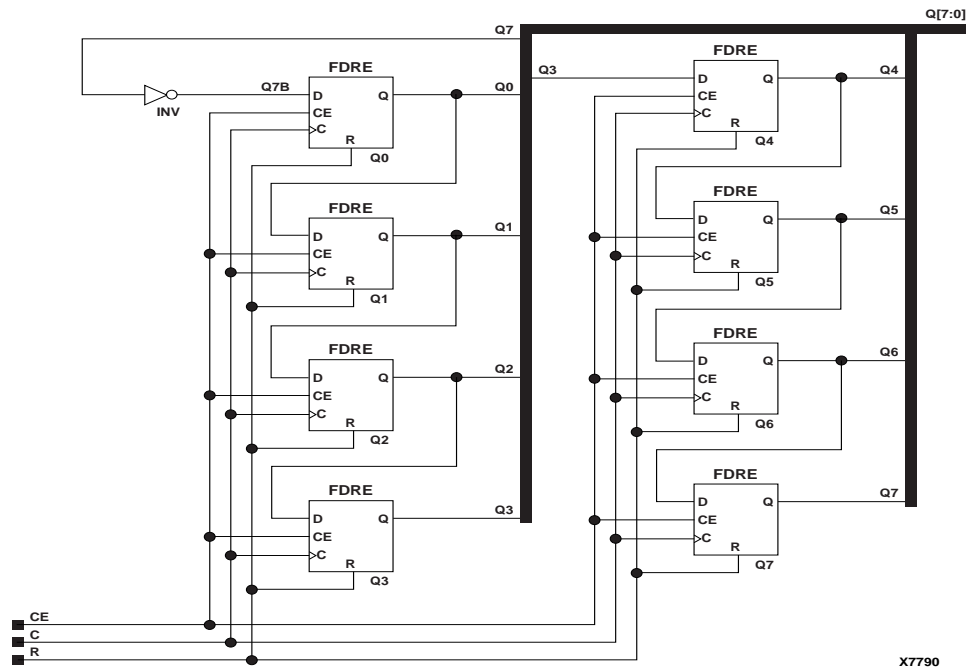 Q[7:0]
Q7
FDRE
Q3
D Q
Q4
CE
C
R
Q4
FDRE
Q7B
D Q
Q0
INV
CE
C
R
Q0
FDRE
D Q
Q5
CE
C
R
Q5
FDRE
D Q
Q1
CE
C
R
Q1
FDRE
D Q
Q6
CE
C
R
Q6
FDRE
D Q
Q2
CE
C
R
Q2
FDRE
D Q
Q7
CE
C
R
Q7
FDRE
D Q
Q3
CE
C
R
Q3
CE
C
R
X7790